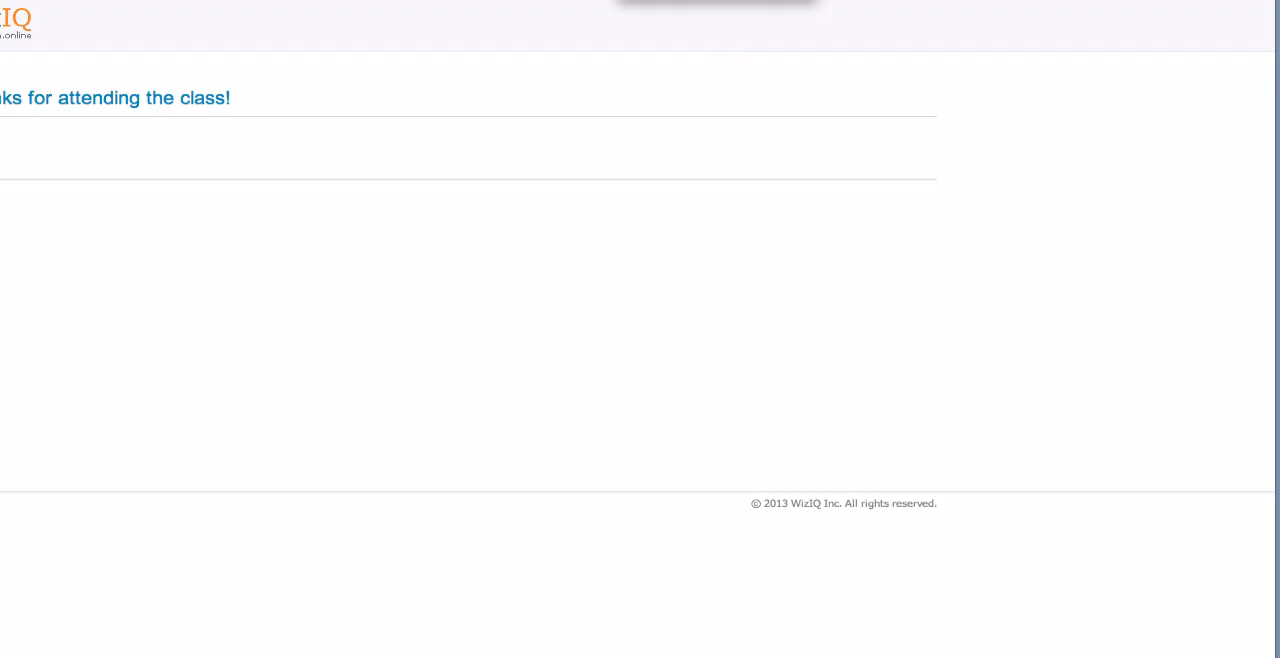 IQ
.online
ks for attending the class!
© 2013 WizIQ Inc. All rights reserved.